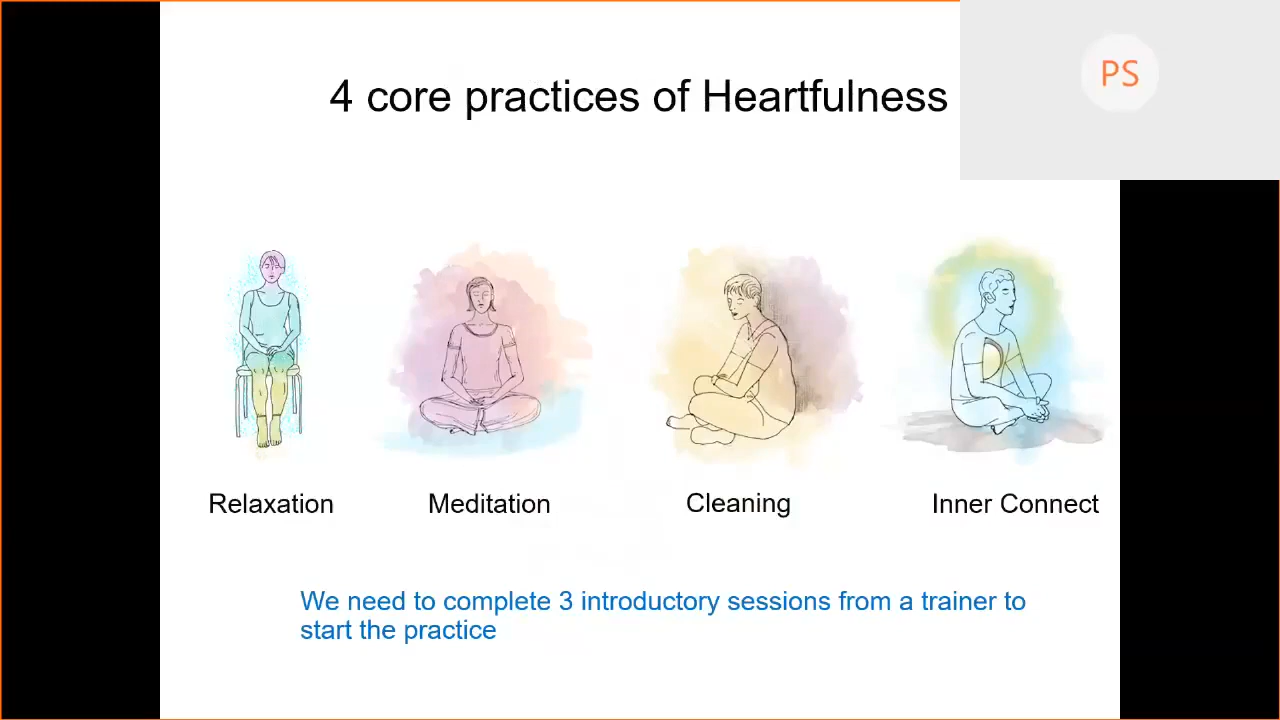 4 core practices of Heartfulness
PS
Relaxation
Meditation
Cleaning
Inner Connect
We need to complete 3 introductory sessions from a trainer to
start the practice